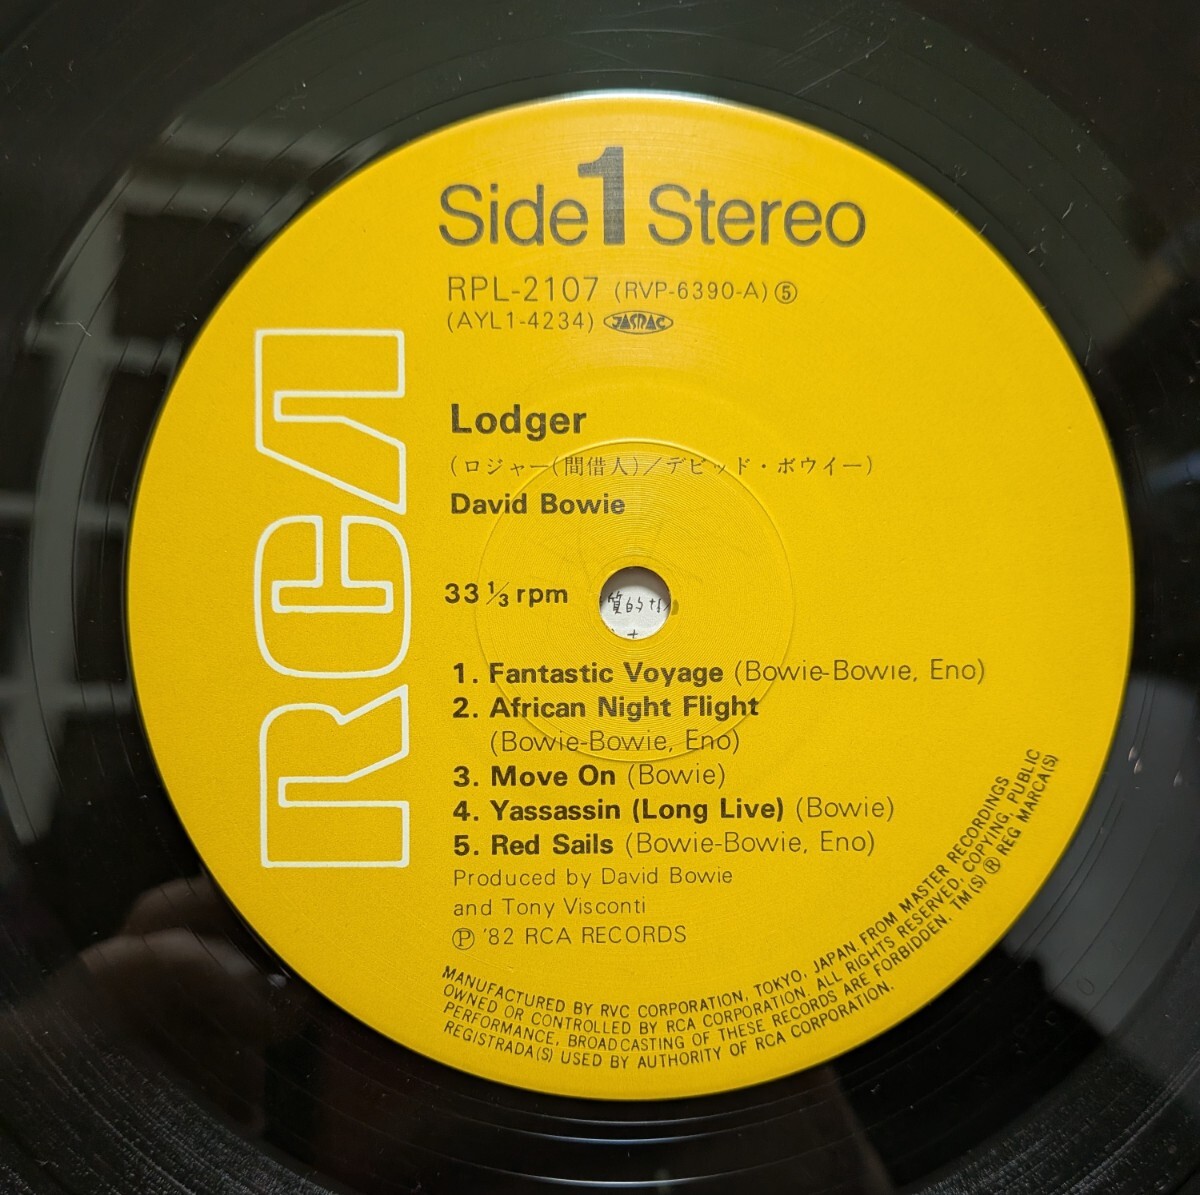 Side 1 Stereo
RPL-2107 (RVP-6390-A) ⑤
(AYL1-4234) JASRAC
RCA
Lodger
(ロジャー(間借人)／デビッド・ボウイー)
David Bowie
33 1/3 rpm
質的な
1. Fantastic Voyage (Bowie-Bowie, Eno)
2. African Night Flight
(Bowie-Bowie, Eno)
3. Move On (Bowie)
4. Yassassin (Long Live) (Bowie)
5. Red Sails (Bowie-Bowie, Eno)
Produced by David Bowie
and Tony Visconti
Ⓟ '82 RCA RECORDS
MANUFACTURED BY RVC CORPORATION, TOKYO, JAPAN. FROM MASTER RECORDINGS
OWNED OR CONTROLLED BY RCA CORPORATION. ALL RIGHTS RESERVED, COPYING, PUBLIC
PERFORMANCE, BROADCASTING OF THESE RECORDS ARE FORBIDDEN. TM(S) ® REG MARCA(S)
REGISTRADA(S) USED BY AUTHORITY OF RCA CORPORATION.